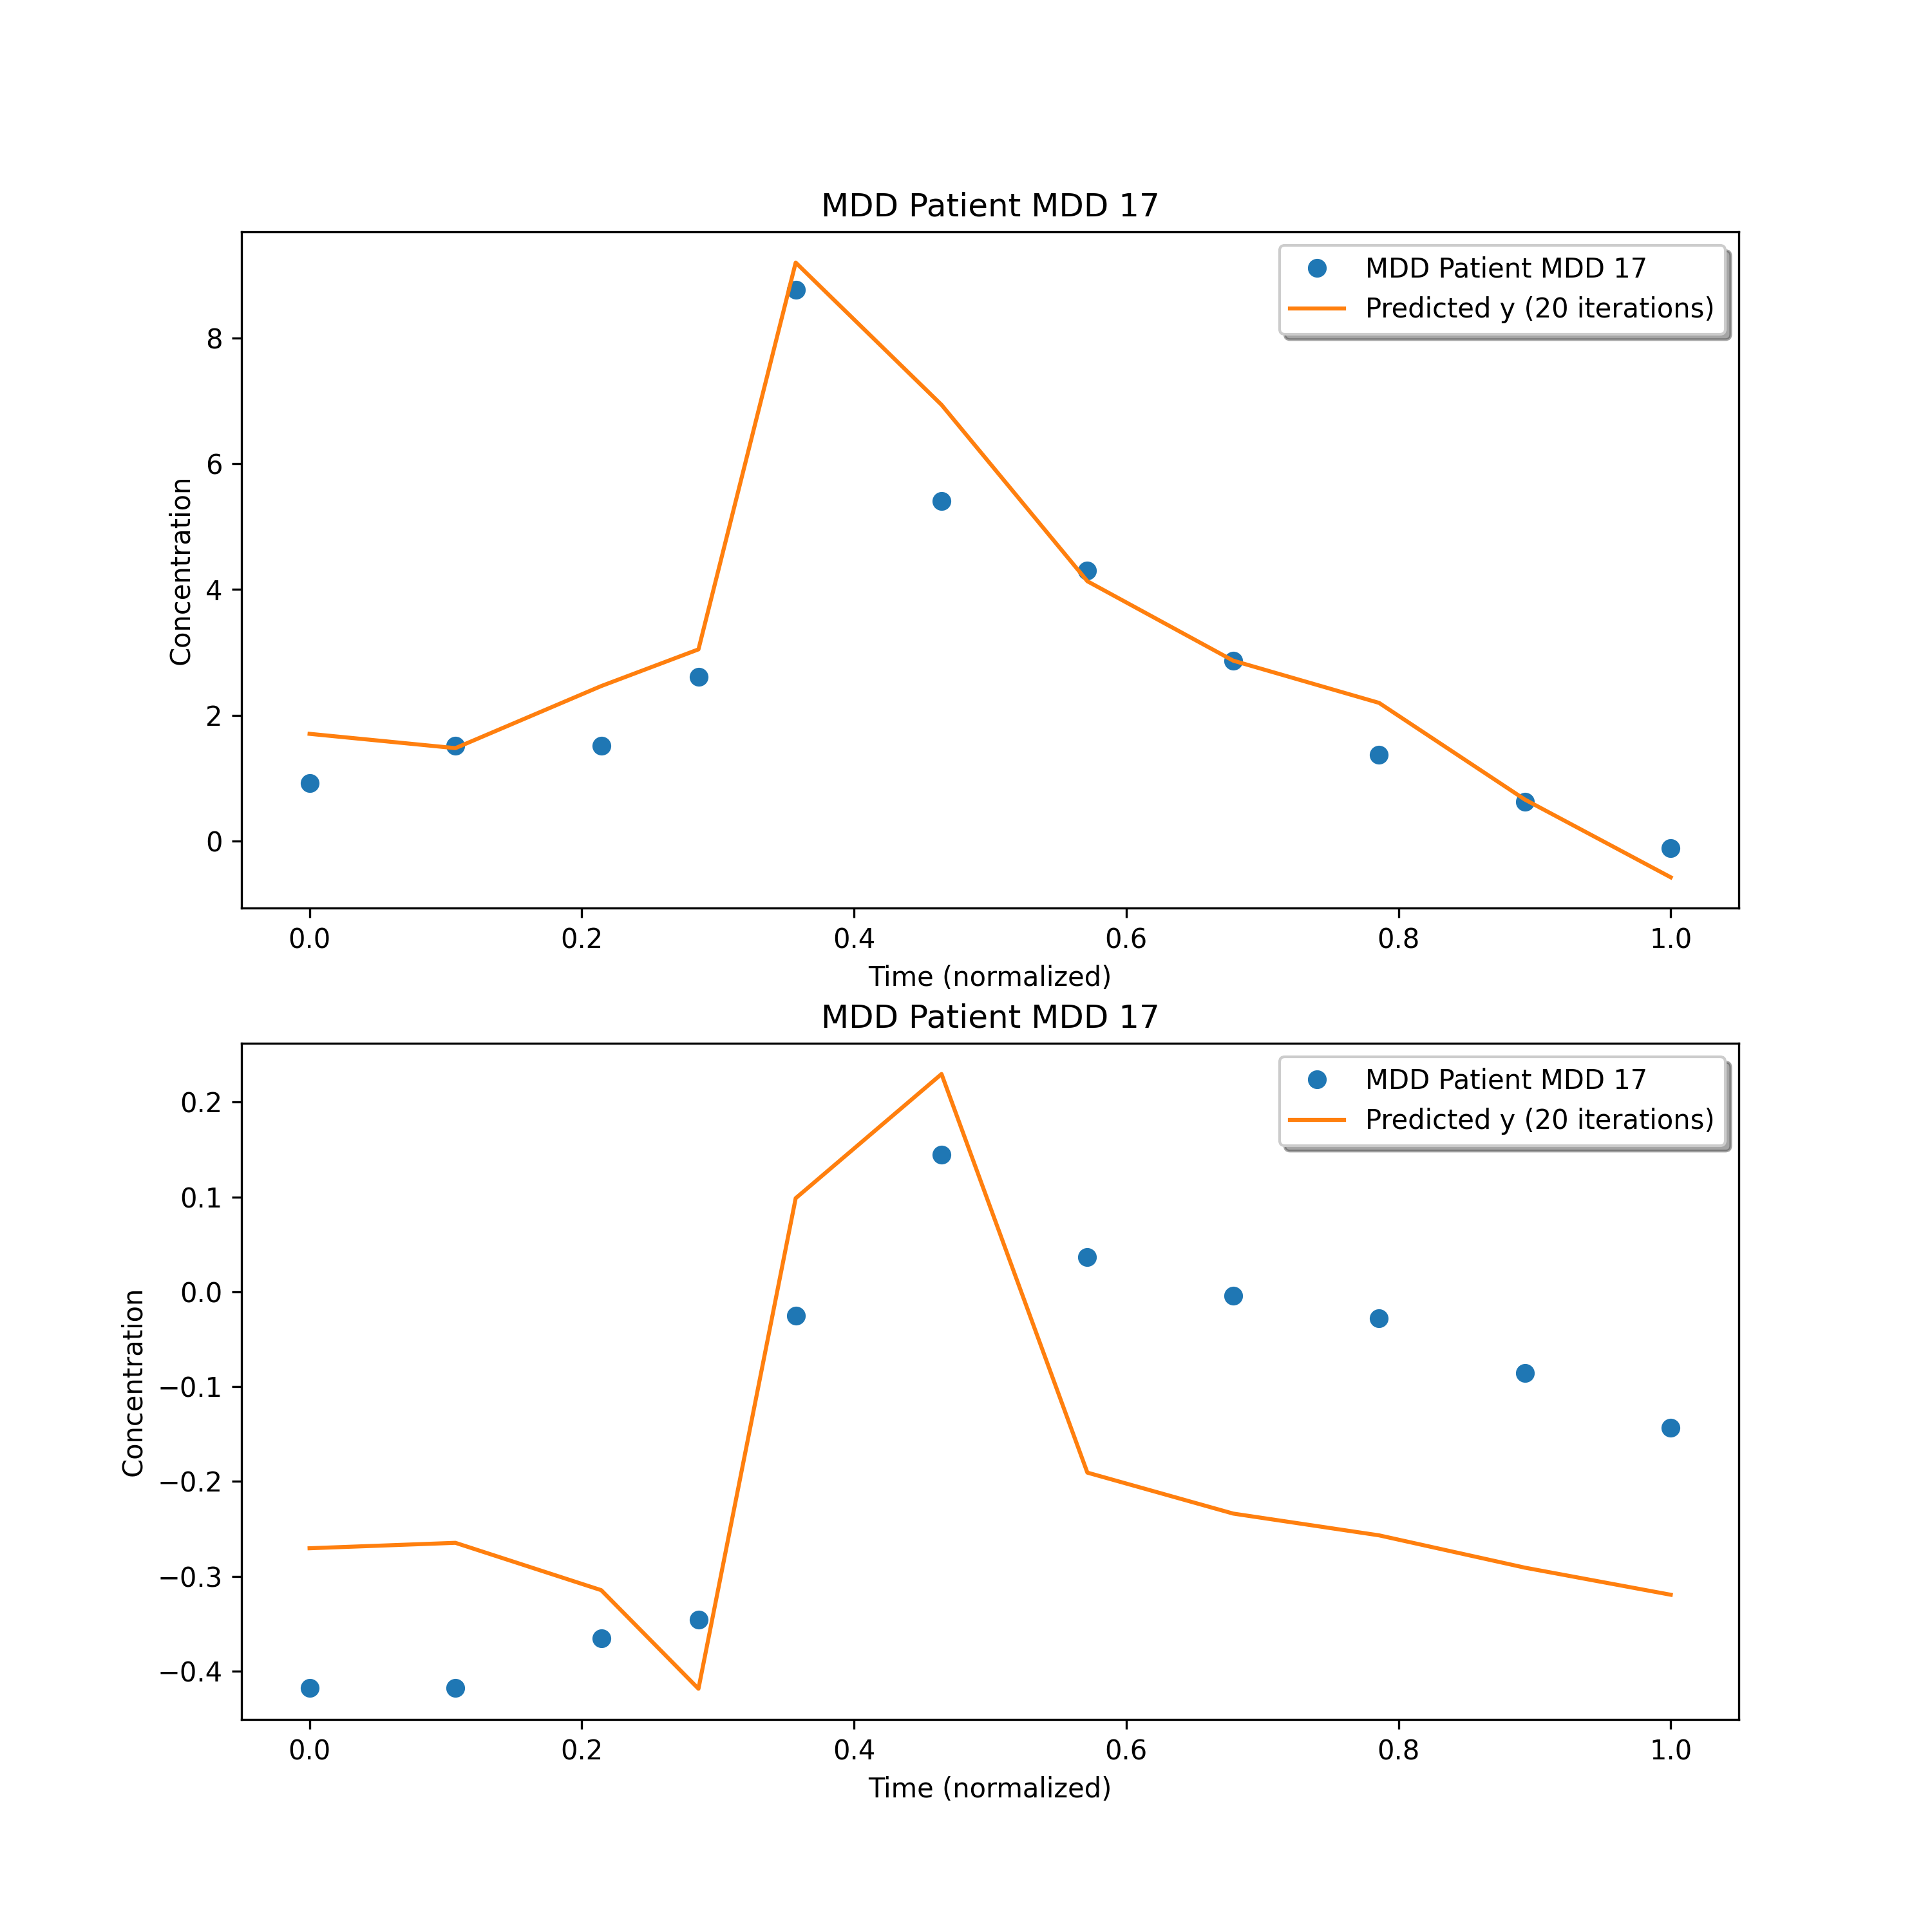 MDD Patient MDD 17
MDD Patient MDD 17
Predicted y (20 iterations)
8
6
4
2
0
Concentration
0.0 0.2 0.4 0.6 0.8 1.0
Time (normalized)
MDD Patient MDD 17
MDD Patient MDD 17
Predicted y (20 iterations)
0.2
0.1
0.0
−0.1
−0.2
−0.3
−0.4
Concentration
0.0 0.2 0.4 0.6 0.8 1.0
Time (normalized)